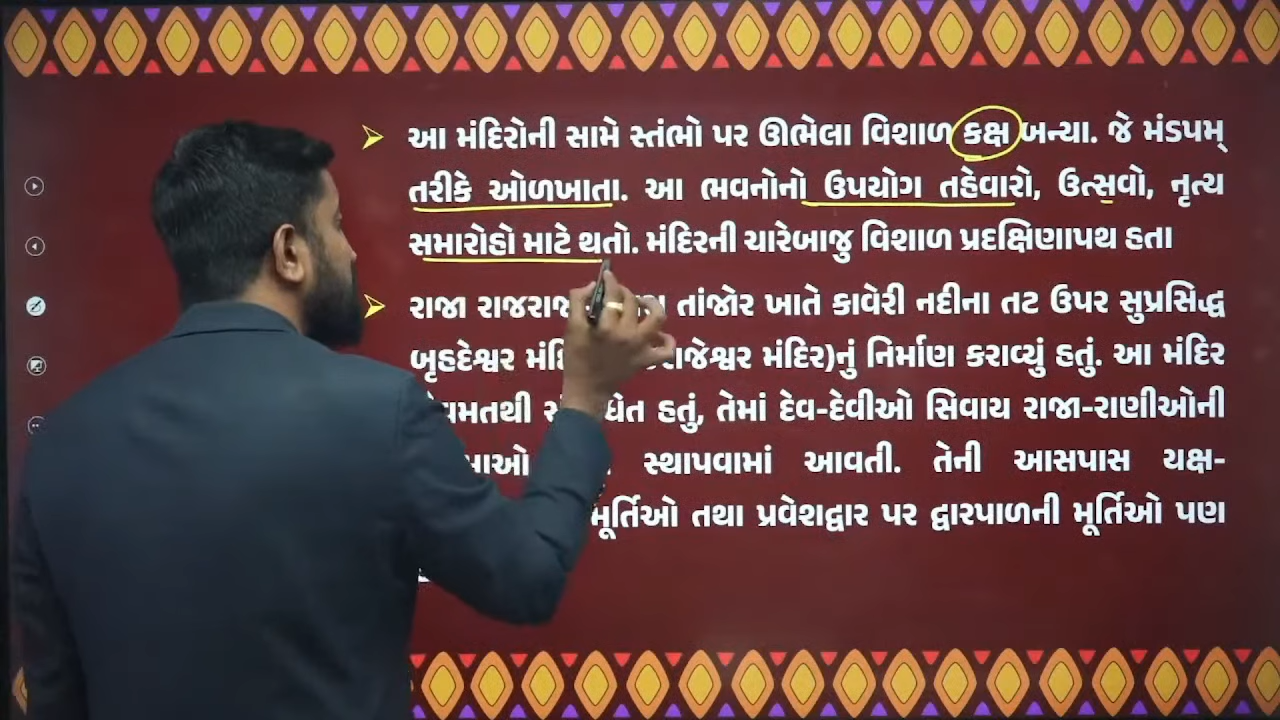 આ મંદિરોની સામે સ્તંભો પર ઊભેલા વિશાળ કક્ષ બન્યા. જે મંડપમ્
તરીકે ઓળખાતા. આ ભવનોનો ઉપયોગ તહેવારો, ઉત્સવો, નૃત્ય
સમારોહો માટે થતો. મંદિરની ચારેબાજુ વિશાળ પ્રદક્ષિણાપથ હતા
રાજા તાંજોર ખાતે કાવેરી નદીના તટ ઉપર સુપ્રસિદ્ધ
બૃહદેશ્વર મંદિરનું નિર્માણ કરાવ્યું હતું. આ મંદિર
હતું, તેમાં દેવ-દેવીઓ સિવાય રાજા-રાણીઓની
સ્થાપવામાં આવતી. તેની આસપાસ યક્ષ-
મૂર્તિઓ તથા પ્રવેશદ્વાર પર દ્વારપાળની મૂર્તિઓ પણ